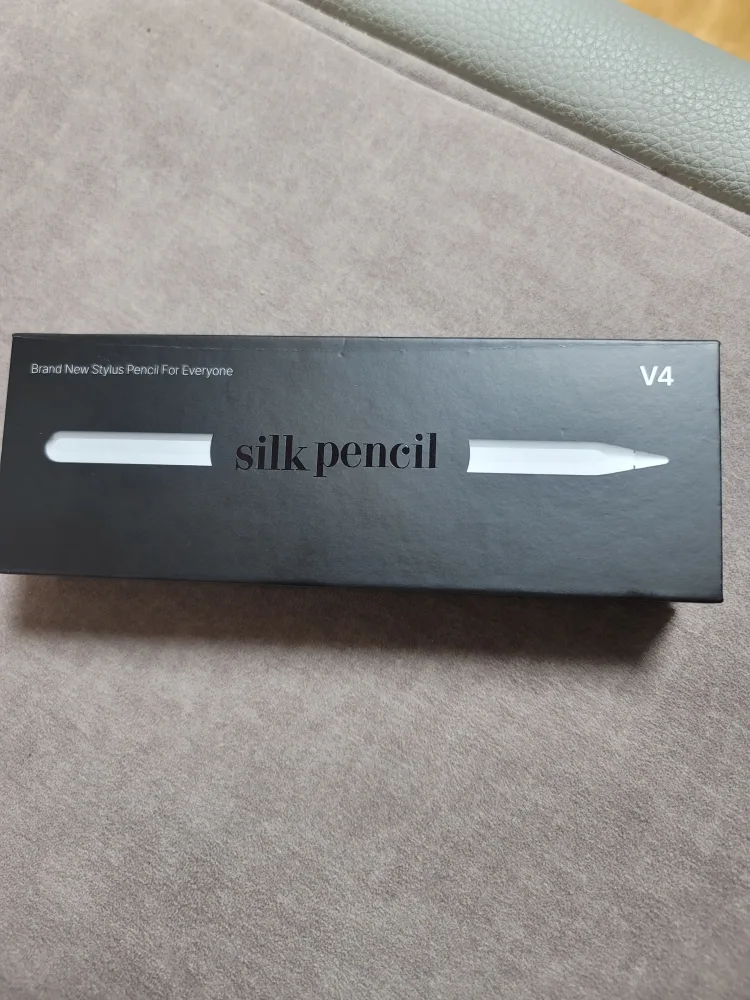 Brand New Stylus Pencil For Everyone
V4
silk pencil